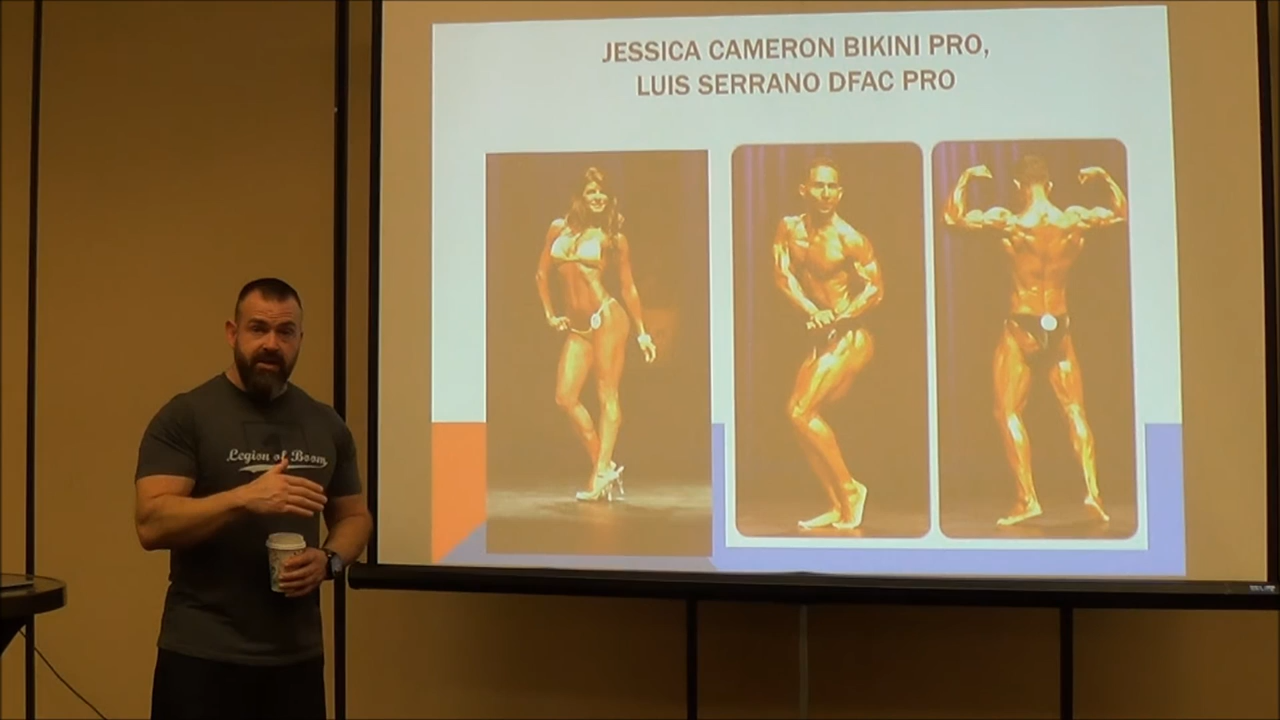 JESSICA CAMERON BIKINI PRO,
LUIS SERRANO DFAC PRO
Legion of Boom